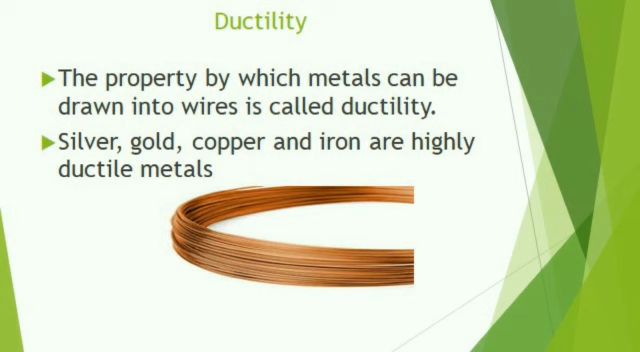 Ductility
The property by which metals can be
drawn into wires is called ductility.
Silver, gold, copper and iron are highly
ductile metals